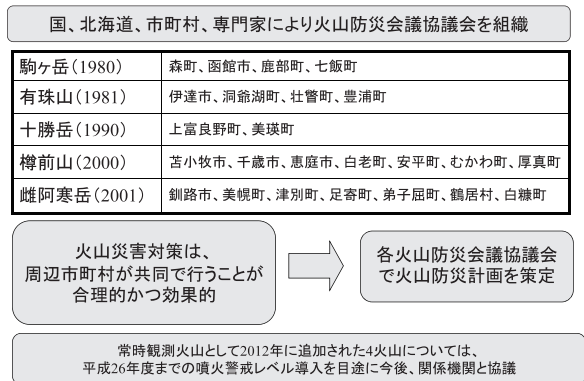 国、北海道、市町村、専門家により火山防災会議協議会を組織
駒ヶ岳（1980） 森町、函館市、鹿部町、七飯町
有珠山（1981） 伊達市、洞爺湖町、壮瞥町、豊浦町
十勝岳（1990） 上富良野町、美瑛町
樽前山（2000） 苫小牧市、千歳市、恵庭市、白老町、安平町、むかわ町、厚真町
雌阿寒岳（2001） 釧路市、美幌町、津別町、足寄町、弟子屈町、鶴居村、白糠町
火山災害対策は、
周辺市町村が共同で行うことが
合理的かつ効果的
各火山防災会議協議会
で火山防災計画を策定
常時観測火山として2012年に追加された4火山については、
平成26年度までの噴火警戒レベル導入を目途に今後、関係機関と協議